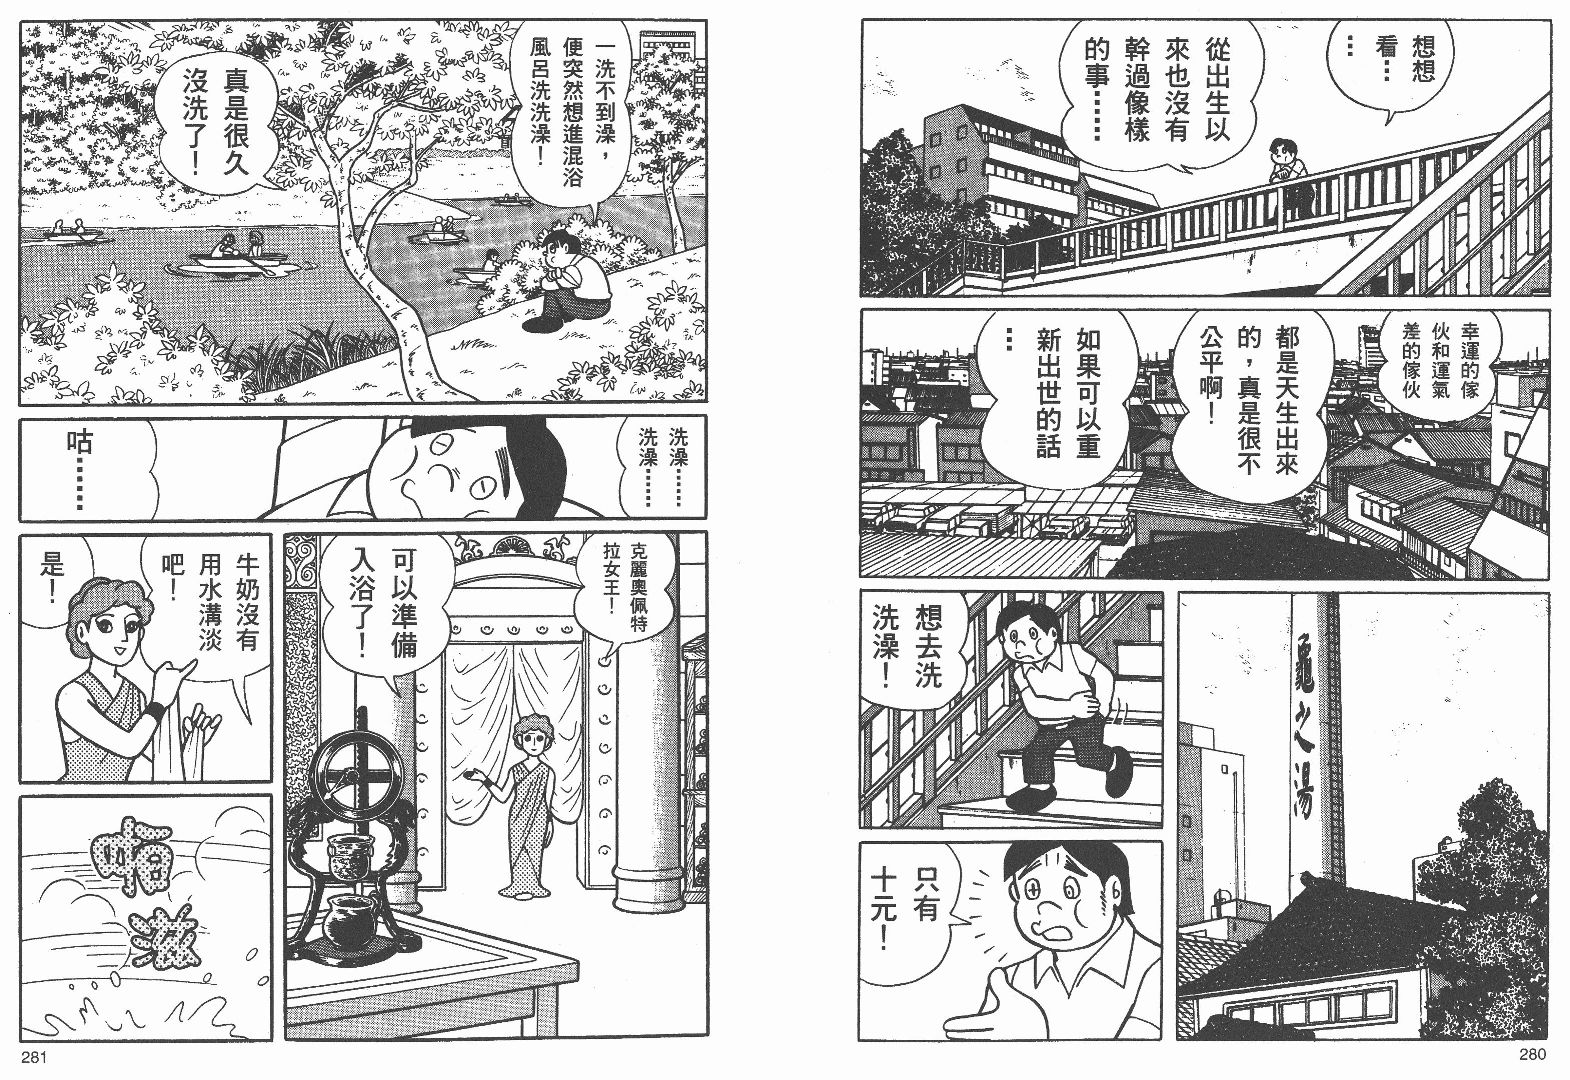 想想
看…
…
從出生以
來也沒有
幹過像樣
的事……
幸運的傢
伙和運氣
差的傢伙
都是天生出來
的，真是很不
公平啊！
如果可以重
新出世的話
…
龜之湯
想去洗
洗澡！
只有
十元！
280
一洗不到澡，
便突然想進混浴
風呂洗洗澡！
真是很久
沒洗了！
洗澡……
洗澡……
咕……
克麗奧佩特
拉女王！
可以準備
入浴了！
牛奶沒有
用水溝淡
吧！
是！
281